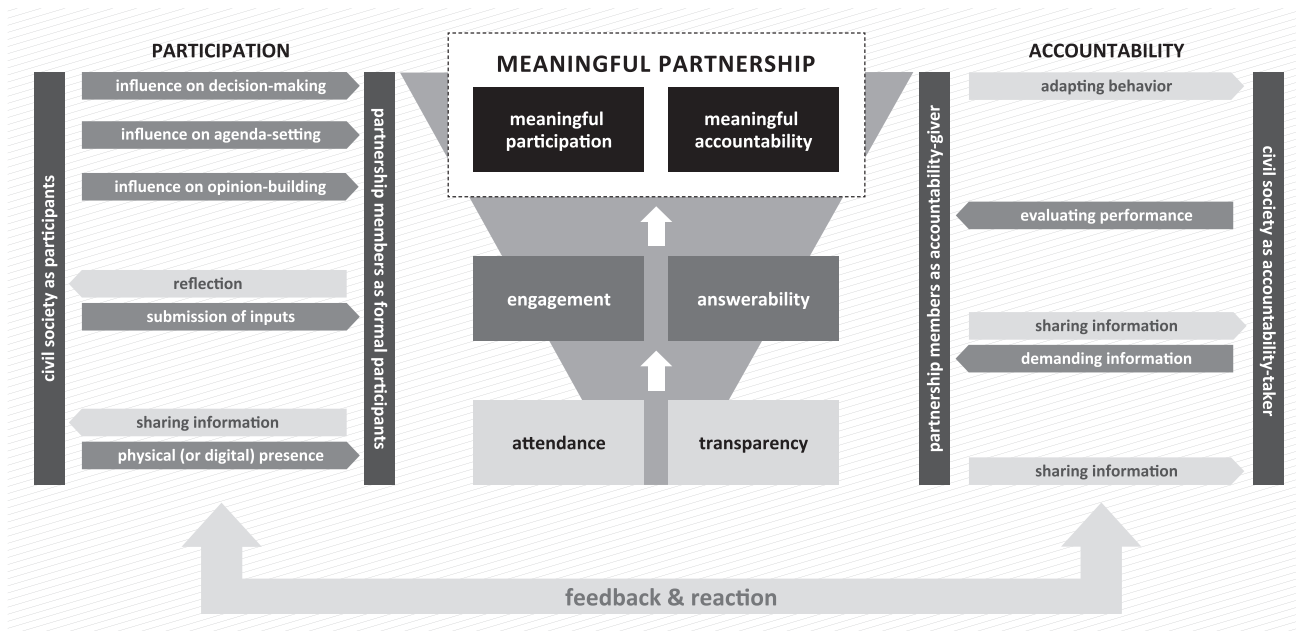 PARTICIPATION
influence on decision-making
influence on agenda-setting
influence on opinion-building
reflection
submission of inputs
sharing information
physical (or digital) presence
civil society as participants
partnership members as formal participants
MEANINGFUL PARTNERSHIP
meaningful
participation
meaningful
accountability
engagement
answerability
attendance
transparency
ACCOUNTABILITY
partnership members as accountability-giver
adapting behavior
evaluating performance
sharing information
demanding information
sharing information
civil society as accountability-taker
feedback & reaction